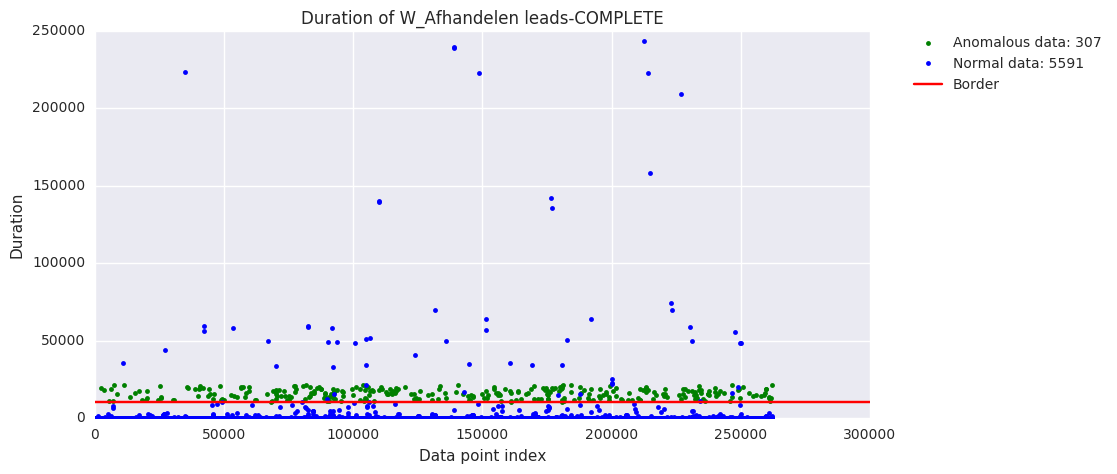 Duration of W_Afhandelen leads-COMPLETE
250000
200000
150000
100000
50000
0
Duration
0 50000 100000 150000 200000 250000 300000
Data point index
Anomalous data: 307
Normal data: 5591
Border